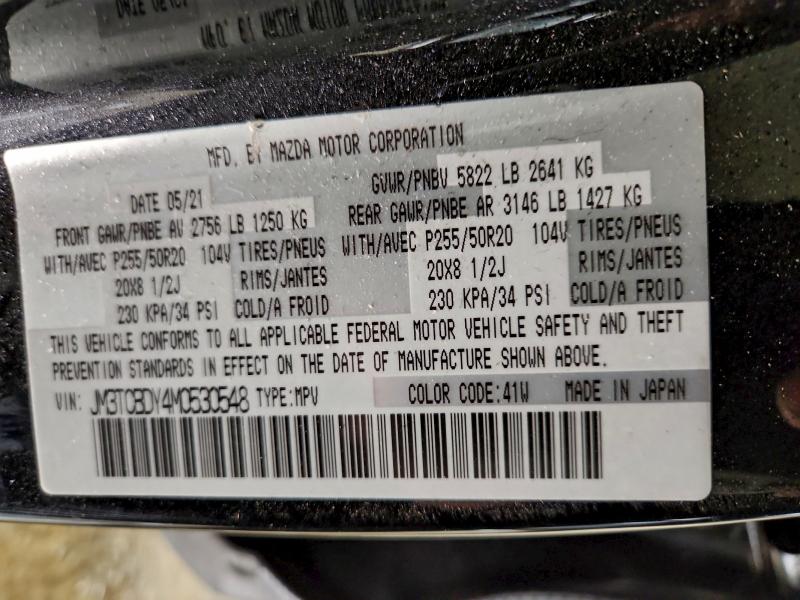 MFD. BY MAZDA MOTOR CORPORATION
DATE 05/21 GVWR/PNBV 5822 LB 2641 KG
FRONT GAWR/PNBE AV 2756 LB 1250 KG REAR GAWR/PNBE AR 3146 LB 1427 KG
WITH/AVEC P255/50R20 104V TIRES/PNEUS WITH/AVEC P255/50R20 104V TIRES/PNEUS
20X8 1/2J RIMS/JANTES 20X8 1/2J RIMS/JANTES
230 KPA/34 PSI COLD/A FROID 230 KPA/34 PSI COLD/A FROID
THIS VEHICLE CONFORMS TO ALL APPLICABLE FEDERAL MOTOR VEHICLE SAFETY AND THEFT
PREVENTION STANDARDS IN EFFECT ON THE DATE OF MANUFACTURE SHOWN ABOVE.
VIN: JM3TCBDY4M0530548 TYPE:MPV COLOR CODE:41W MADE IN JAPAN